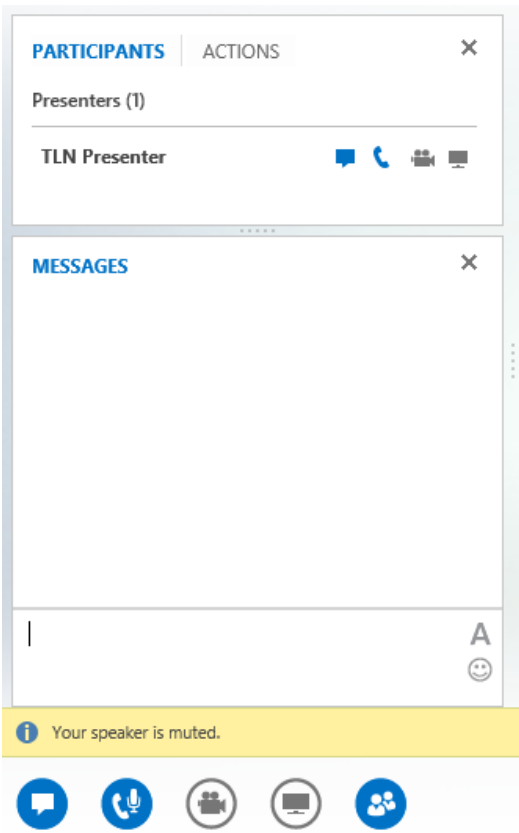 PARTICIPANTS ACTIONS
Presenters (1)
TLN Presenter
MESSAGES
A
Your speaker is muted.